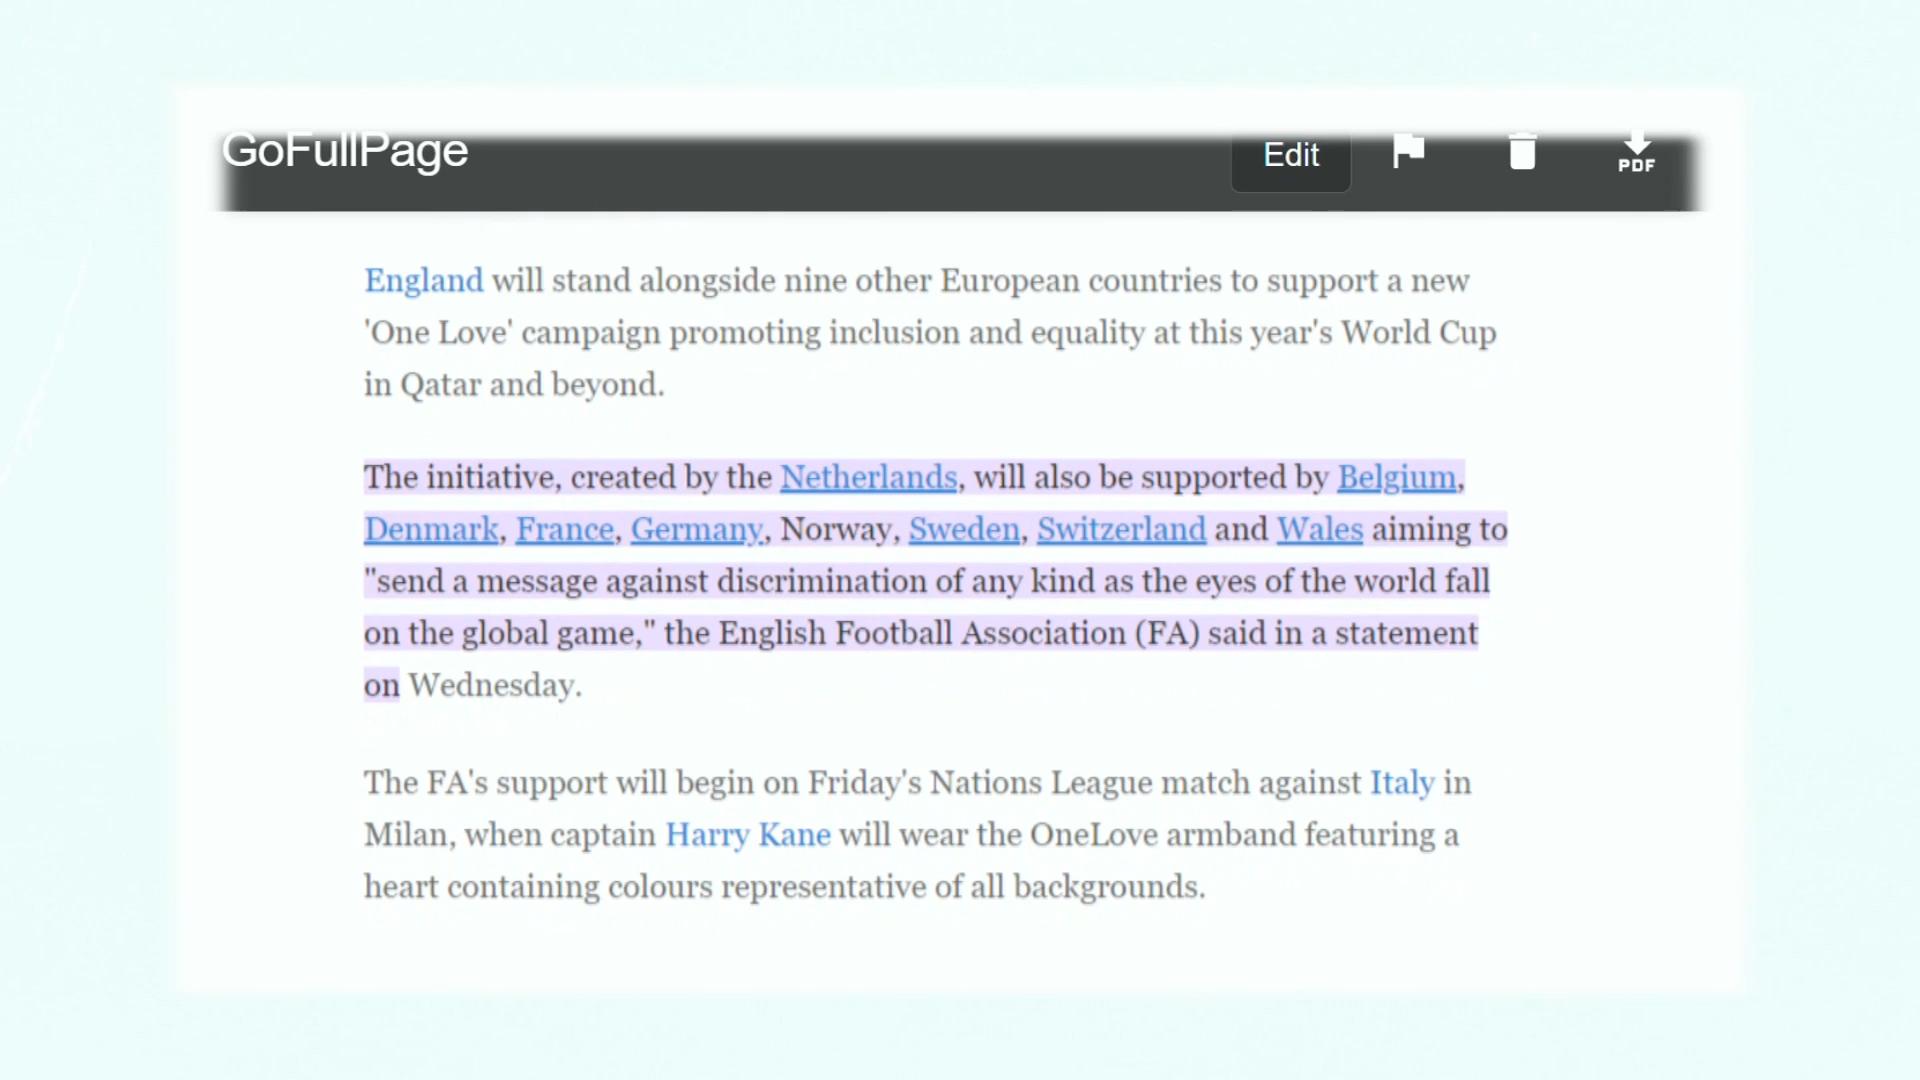 GoFullPage Edit PDF
England will stand alongside nine other European countries to support a new
'One Love' campaign promoting inclusion and equality at this year's World Cup
in Qatar and beyond.
The initiative, created by the Netherlands, will also be supported by Belgium,
Denmark, France, Germany, Norway, Sweden, Switzerland and Wales aiming to
"send a message against discrimination of any kind as the eyes of the world fall
on the global game," the English Football Association (FA) said in a statement
on Wednesday.
The FA's support will begin on Friday's Nations League match against Italy in
Milan, when captain Harry Kane will wear the OneLove armband featuring a
heart containing colours representative of all backgrounds.